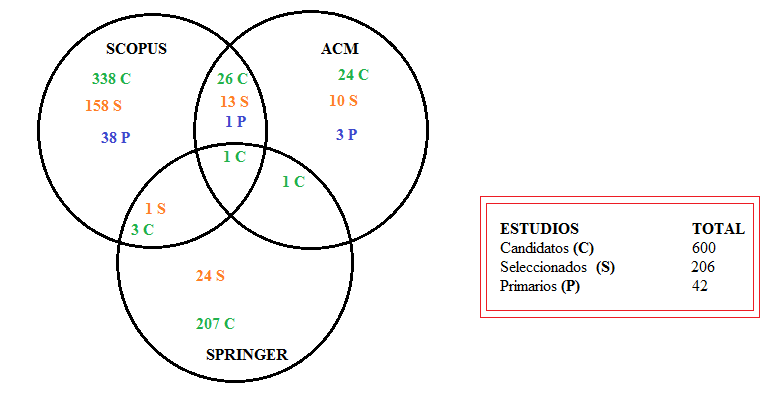 SCOPUS
ACM
338 C
26 C
24 C
158 S
13 S
10 S
38 P
1 P
3 P
1 C
1 C
1 S
3 C
24 S
207 C
SPRINGER
ESTUDIOS TOTAL
Candidatos (C) 600
Seleccionados (S) 206
Primarios (P) 42